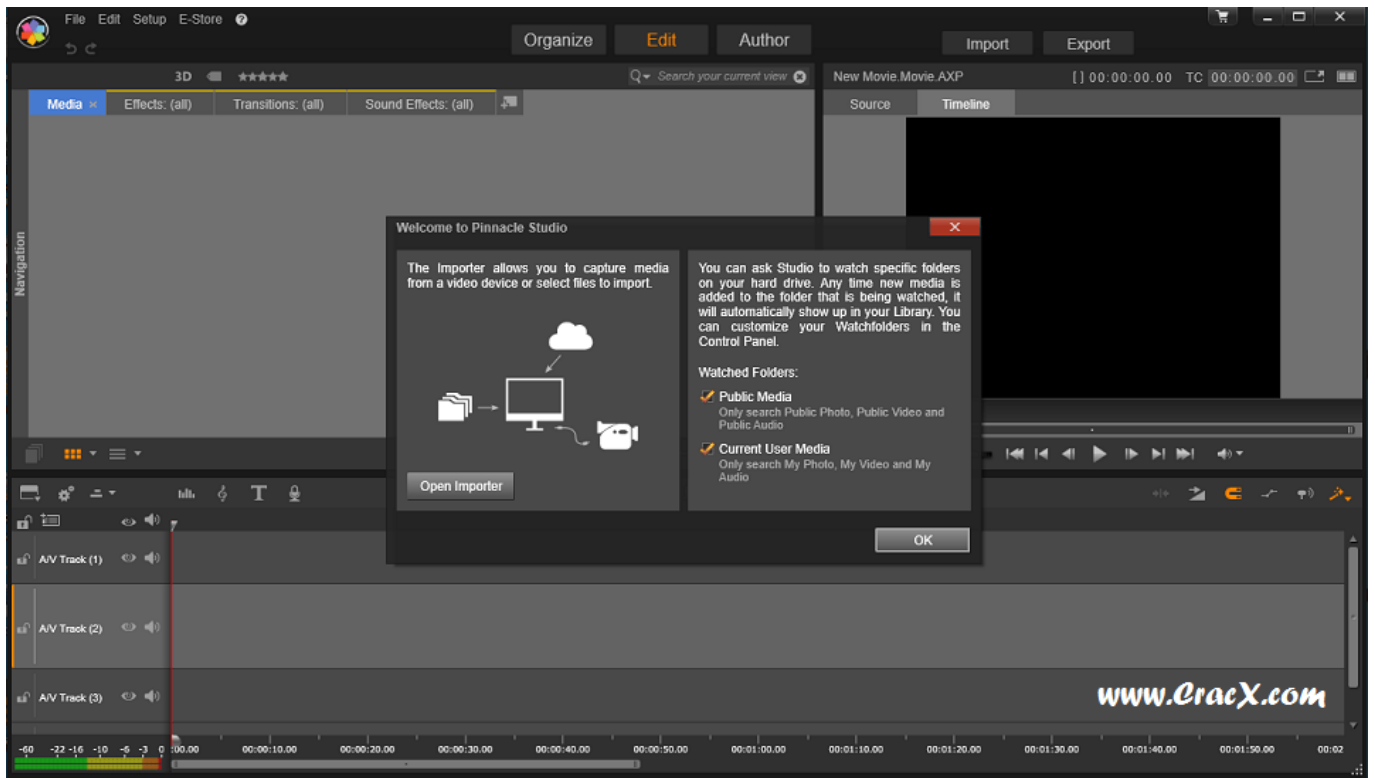 File Edit Setup E-Store ?
Organize Edit Author
Import Export
3D
Search your current view
New Movie.Movie.AXP
[ ] 00:00:00.00 TC 00:00:00.00
Media × Effects: (all) Transitions: (all) Sound Effects: (all)
Source Timeline
Navigation
Welcome to Pinnacle Studio
The Importer allows you to capture media
from a video device or select files to import.
Open Importer
You can ask Studio to watch specific folders
on your hard drive. Any time new media is
added to the folder that is being watched, it
will automatically show up in your Library. You
can customize your Watchfolders in the
Control Panel.
Watched Folders:
Public Media
Only search Public Photo, Public Video and
Public Audio
Current User Media
Only search My Photo, My Video and My
Audio
OK
T
A/V Track (1)
A/V Track (2)
A/V Track (3)
www.CracX.com
-60 -22 -16 -10 -6 -3 0 :00.00 00:00:10.00 00:00:20.00 00:00:30.00 00:00:40.00 00:00:50.00 00:01:00.00 00:01:10.00 00:01:20.00 00:01:30.00 00:01:40.00 00:01:50.00 00:02